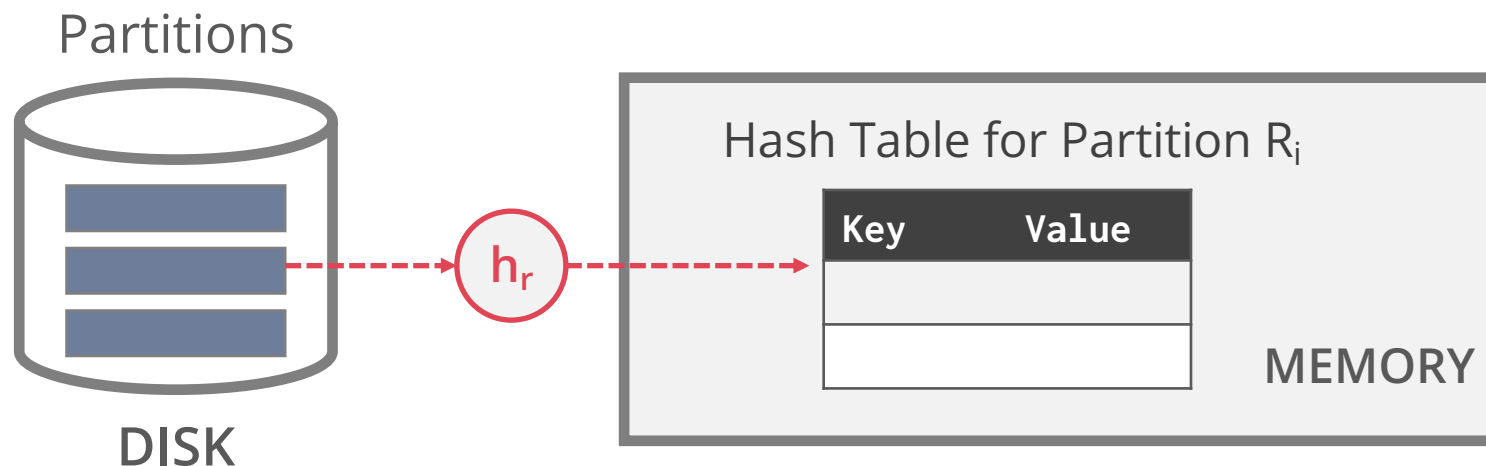 Partitions
DISK
hr
Hash Table for Partition Ri
Key Value
MEMORY